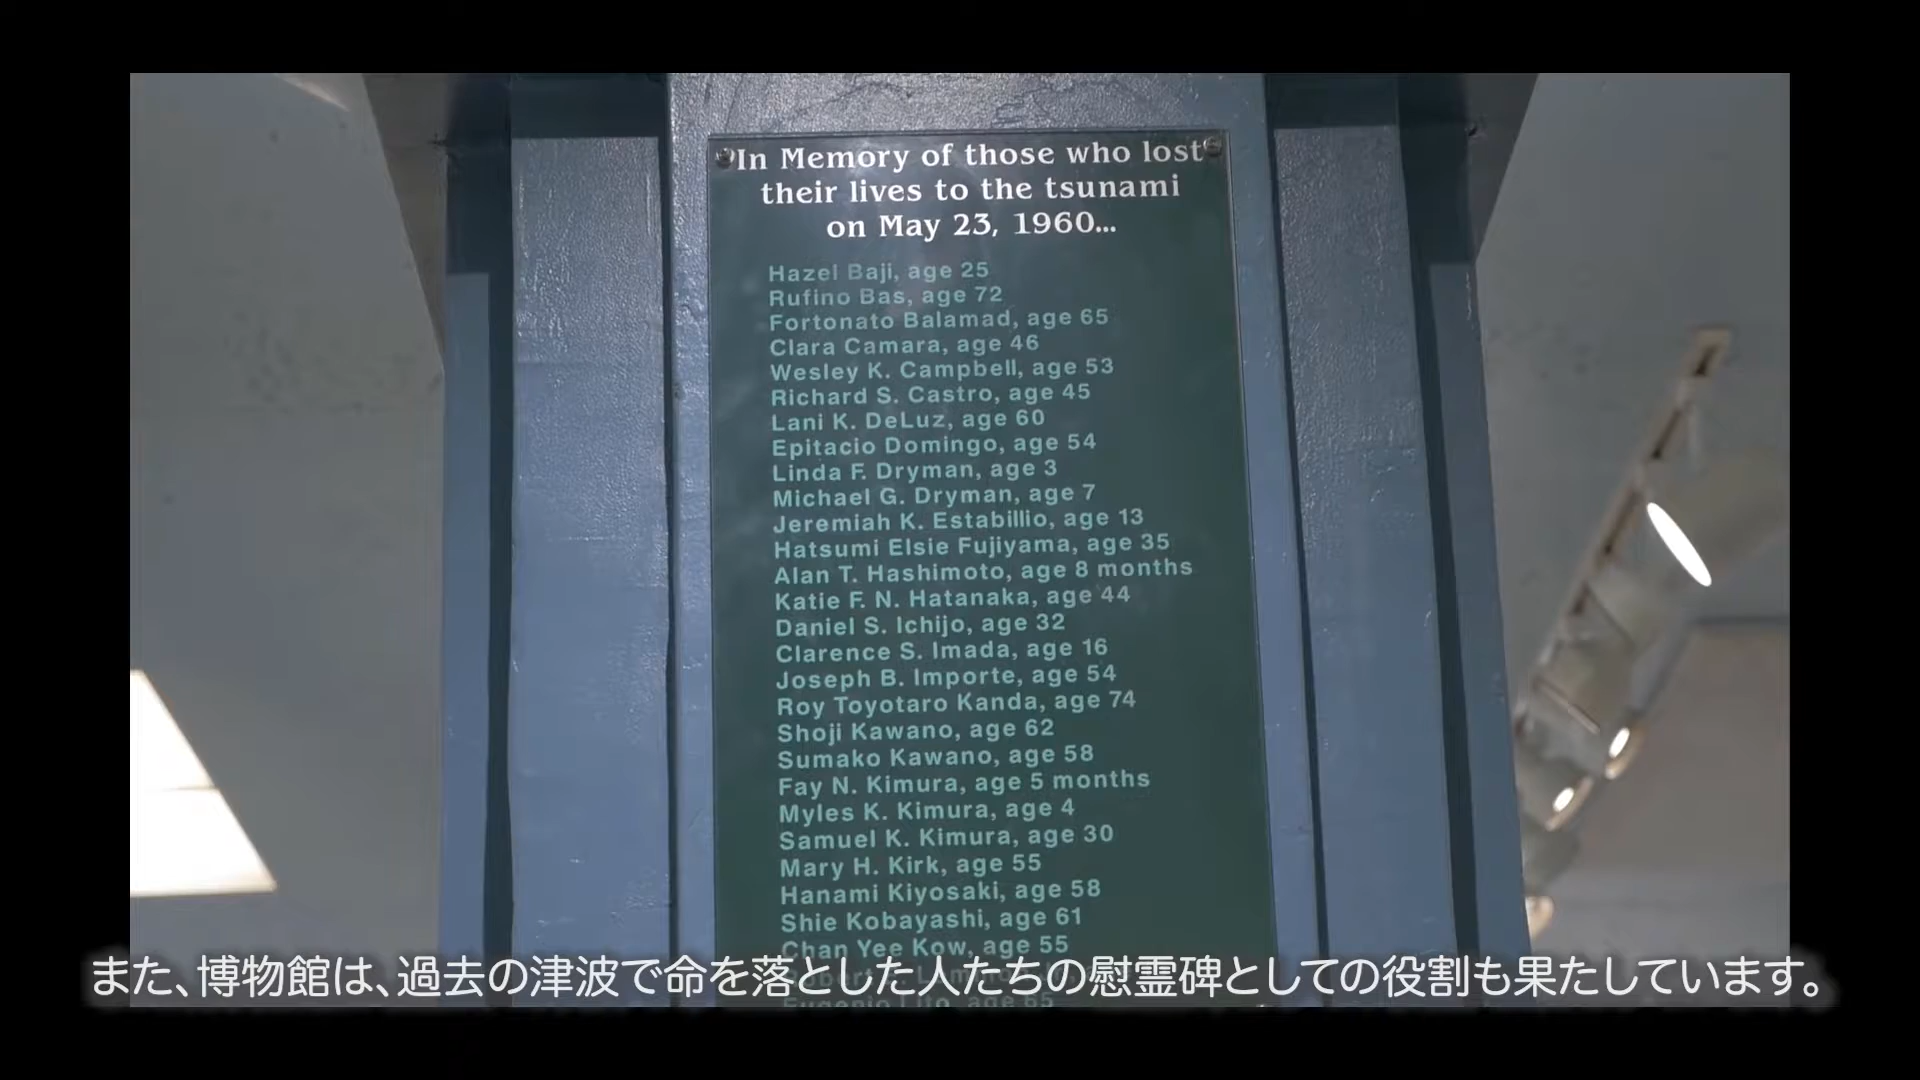 In Memory of those who lost
their lives to the tsunami
on May 23, 1960...
Hazel Baji, age 25
Rufino Bas, age 72
Fortonato Balamad, age 65
Clara Camara, age 46
Wesley K. Campbell, age 53
Richard S. Castro, age 45
Lani K. DeLuz, age 60
Epitacio Domingo, age 54
Linda F. Dryman, age 3
Michael G. Dryman, age 7
Jeremiah K. Estabillio, age 13
Hatsumi Elsie Fujiyama, age 35
Alan T. Hashimoto, age 8 months
Katie F. N. Hatanaka, age 44
Daniel S. Ichijo, age 32
Clarence S. Imada, age 16
Joseph B. Importe, age 54
Roy Toyotaro Kanda, age 74
Shoji Kawano, age 62
Sumako Kawano, age 58
Fay N. Kimura, age 5 months
Myles K. Kimura, age 4
Samuel K. Kimura, age 30
Mary H. Kirk, age 55
Hanami Kiyosaki, age 58
Shie Kobayashi, age 61
Chan Yee Kow, age 55
Eugenio Lito, age 65
また、博物館は、過去の津波で命を落とした人たちの慰霊碑としての役割も果たしています。